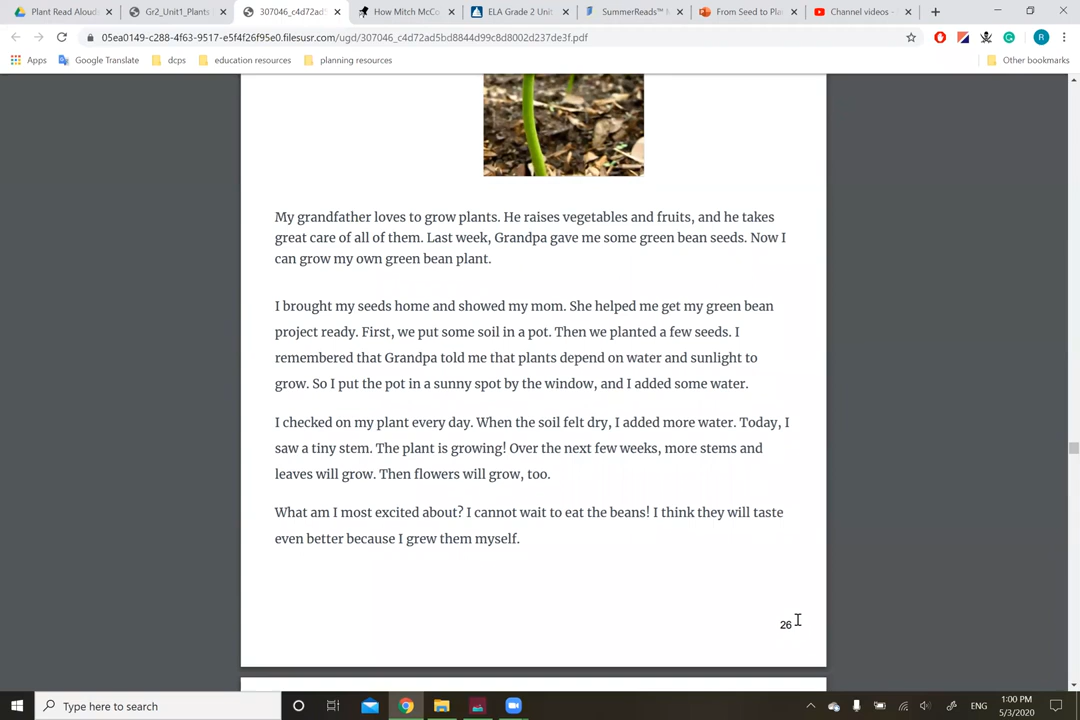 Plant Read Aloud
Gr2_Unit1_Plants
307046_c4d72ad
How Mitch McCo
ELA Grade 2 Unit
SummerReads™
From Seed to Pla
Channel videos -
05ea0149-c288-4f63-9517-e5f4f26f95e0.filesusr.com/ugd/307046_c4d72ad5bd8844d99c8d8002d237de3f.pdf
R
Apps
Google Translate
dcps
education resources
planning resources
Other bookmarks
My grandfather loves to grow plants. He raises vegetables and fruits, and he takes
great care of all of them. Last week, Grandpa gave me some green bean seeds. Now I
can grow my own green bean plant.
I brought my seeds home and showed my mom. She helped me get my green bean
project ready. First, we put some soil in a pot. Then we planted a few seeds. I
remembered that Grandpa told me that plants depend on water and sunlight to
grow. So I put the pot in a sunny spot by the window, and I added some water.
I checked on my plant every day. When the soil felt dry, I added more water. Today, I
saw a tiny stem. The plant is growing! Over the next few weeks, more stems and
leaves will grow. Then flowers will grow, too.
What am I most excited about? I cannot wait to eat the beans! I think they will taste
even better because I grew them myself.
26
Type here to search
ENG
1:00 PM
5/3/2020